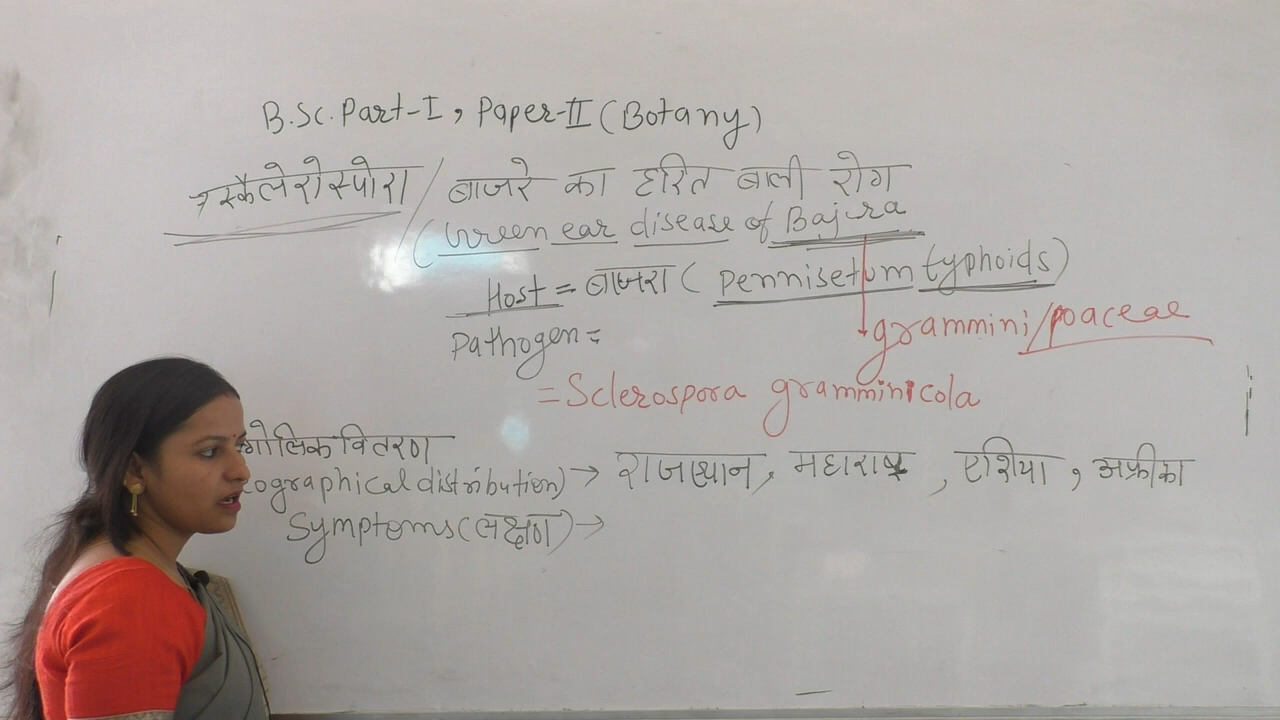 B.Sc. Part-I, Paper-II (Botany)
→ स्कैलेरोस्पोरा / बाजरे का हरित बाली रोग
(Green ear disease of Bajra
Host = बाजरा ( Pennisetum typhoids)
Pathogen = grammini/poaceae
= Sclerospora gramminicola
गोलिक वितरण
ographical distribution) → राजस्थान, महाराष्ट्र, एशिया, अफ्रीका
Symptoms (लक्षण) →